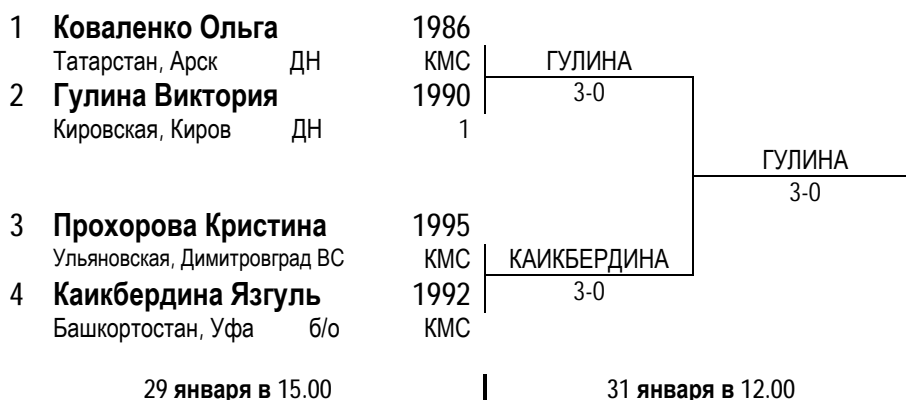 1 Коваленко Ольга 1986
Татарстан, Арск ДН КМС ГУЛИНА
2 Гулина Виктория 1990 3-0
Кировская, Киров ДН 1
ГУЛИНА
3-0
3 Прохорова Кристина 1995
Ульяновская, Димитровград ВС КМС КАИКБЕРДИНА
4 Каикбердина Язгуль 1992 3-0
Башкортостан, Уфа б/о КМС
29 января в 15.00 31 января в 12.00